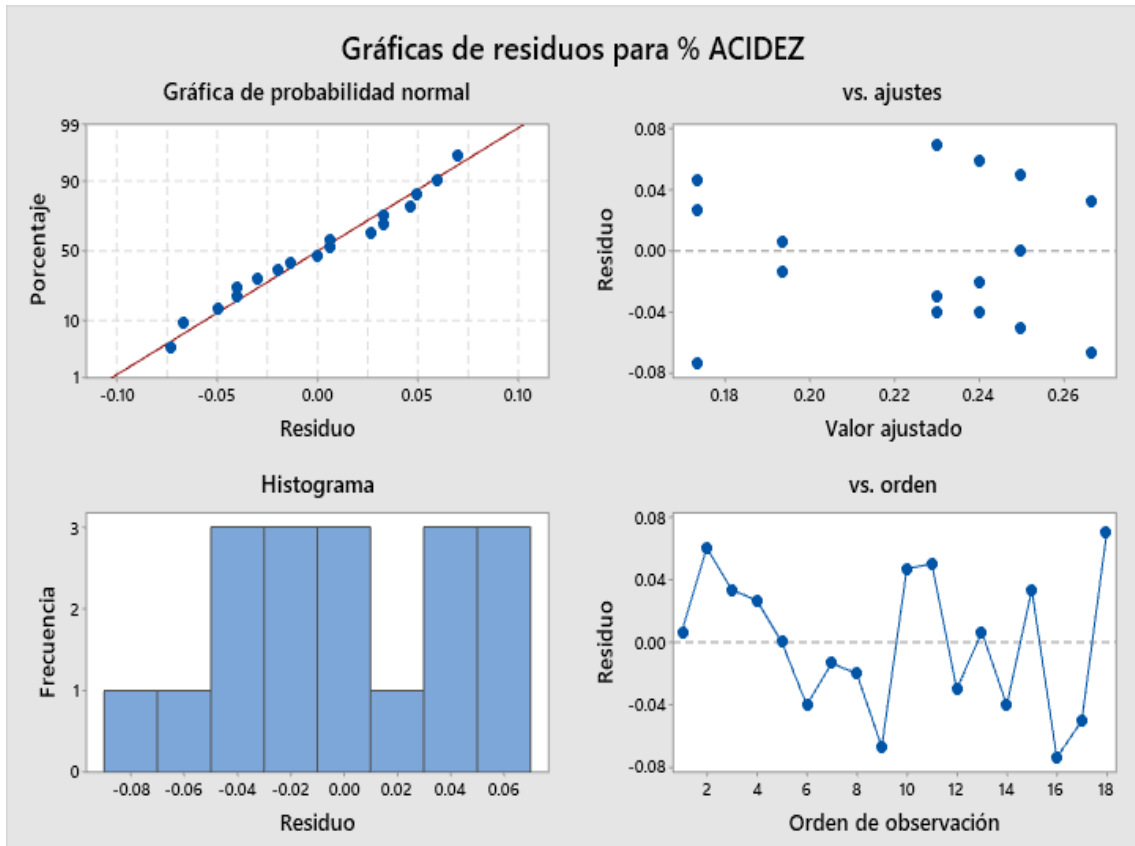 Gráficas de residuos para % ACIDEZ
Gráfica de probabilidad normal
99
90
50
10
1
Porcentaje
-0.10 -0.05 0.00 0.05 0.10
Residuo
vs. ajustes
0.08
0.04
0.00
-0.04
-0.08
Residuo
0.18 0.20 0.22 0.24 0.26
Valor ajustado
Histograma
3
2
1
0
Frecuencia
-0.08 -0.06 -0.04 -0.02 0.00 0.02 0.04 0.06
Residuo
vs. orden
0.08
0.04
0.00
-0.04
-0.08
Residuo
2 4 6 8 10 12 14 16 18
Orden de observación